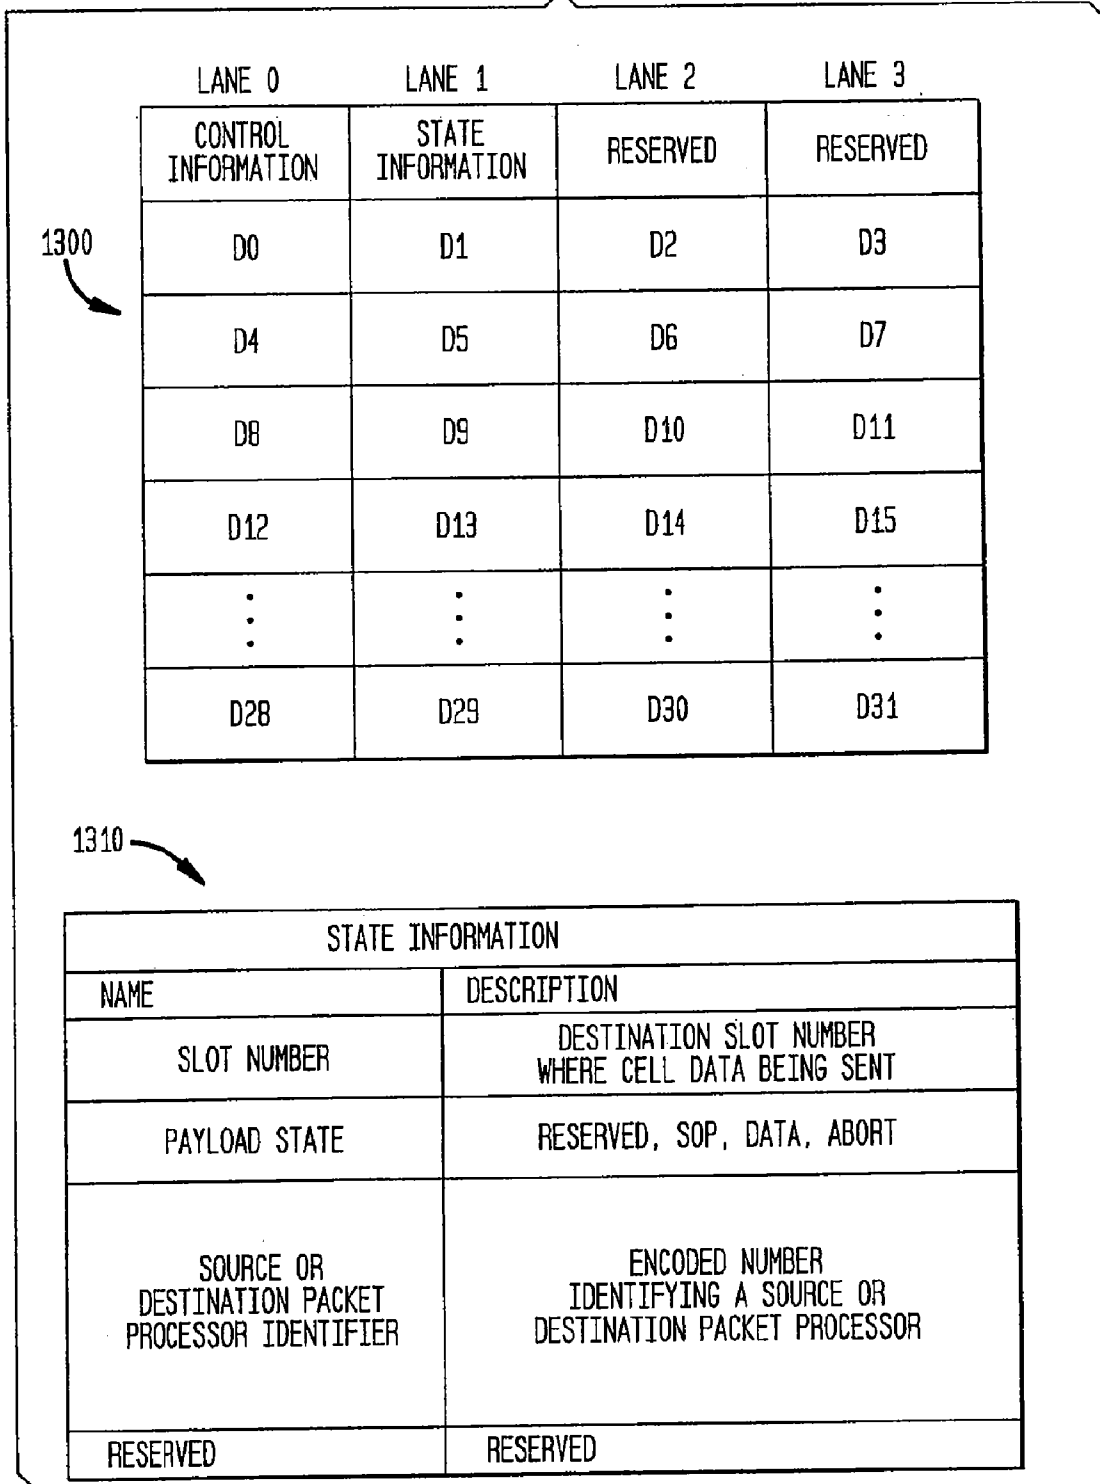 LANE 0 LANE 1 LANE 2 LANE 3
CONTROL INFORMATION STATE INFORMATION RESERVED RESERVED
1300
D0 D1 D2 D3
D4 D5 D6 D7
D8 D9 D10 D11
D12 D13 D14 D15
D28 D29 D30 D31
1310
STATE INFORMATION
NAME DESCRIPTION
SLOT NUMBER
DESTINATION SLOT NUMBER
WHERE CELL DATA BEING SENT
PAYLOAD STATE RESERVED, SOP, DATA, ABORT
SOURCE OR
DESTINATION PACKET
PROCESSOR IDENTIFIER
ENCODED NUMBER
IDENTIFYING A SOURCE OR
DESTINATION PACKET PROCESSOR
RESERVED RESERVED